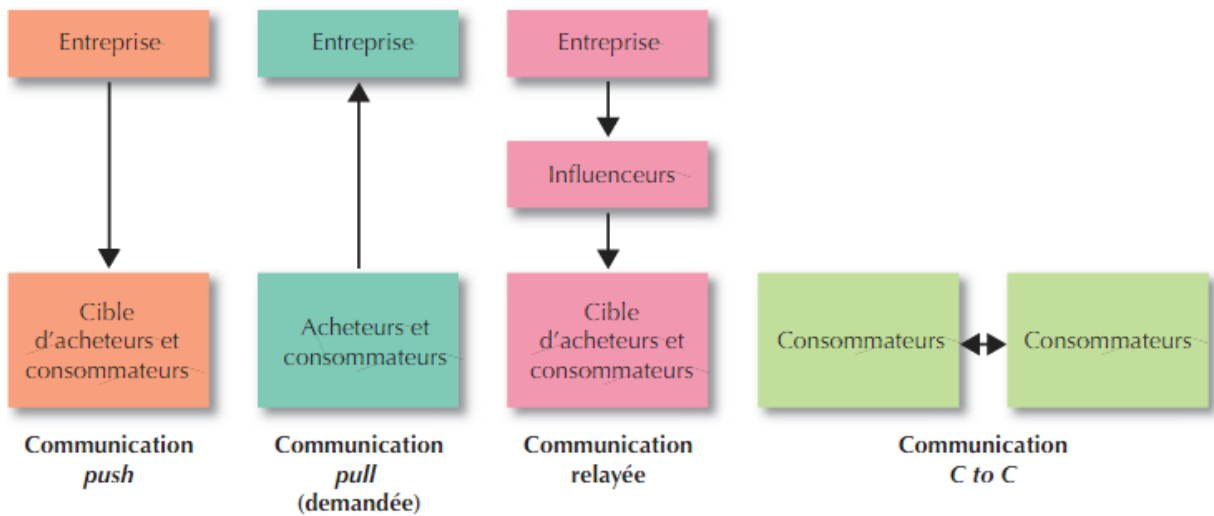 Entreprise
Entreprise
Entreprise
Influenceurs
Cible
d'acheteurs et
consommateurs
Acheteurs et
consommateurs
Cible
d'acheteurs et
consommateurs
Consommateurs
Consommateurs
Communication
push
Communication
pull
(demandée)
Communication
relayée
Communication
C to C